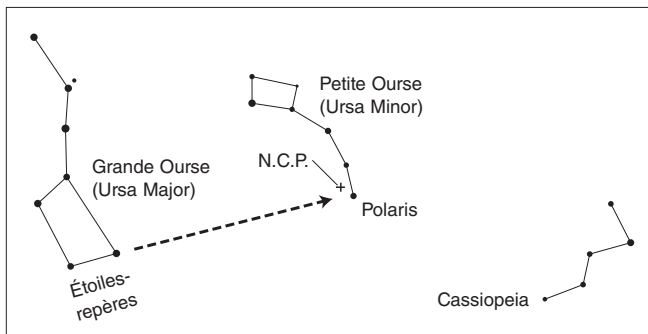 Petite Ourse
(Ursa Minor)
N.C.P.
Grande Ourse
(Ursa Major)
Polaris
Étoiles-
repères
Cassiopeia